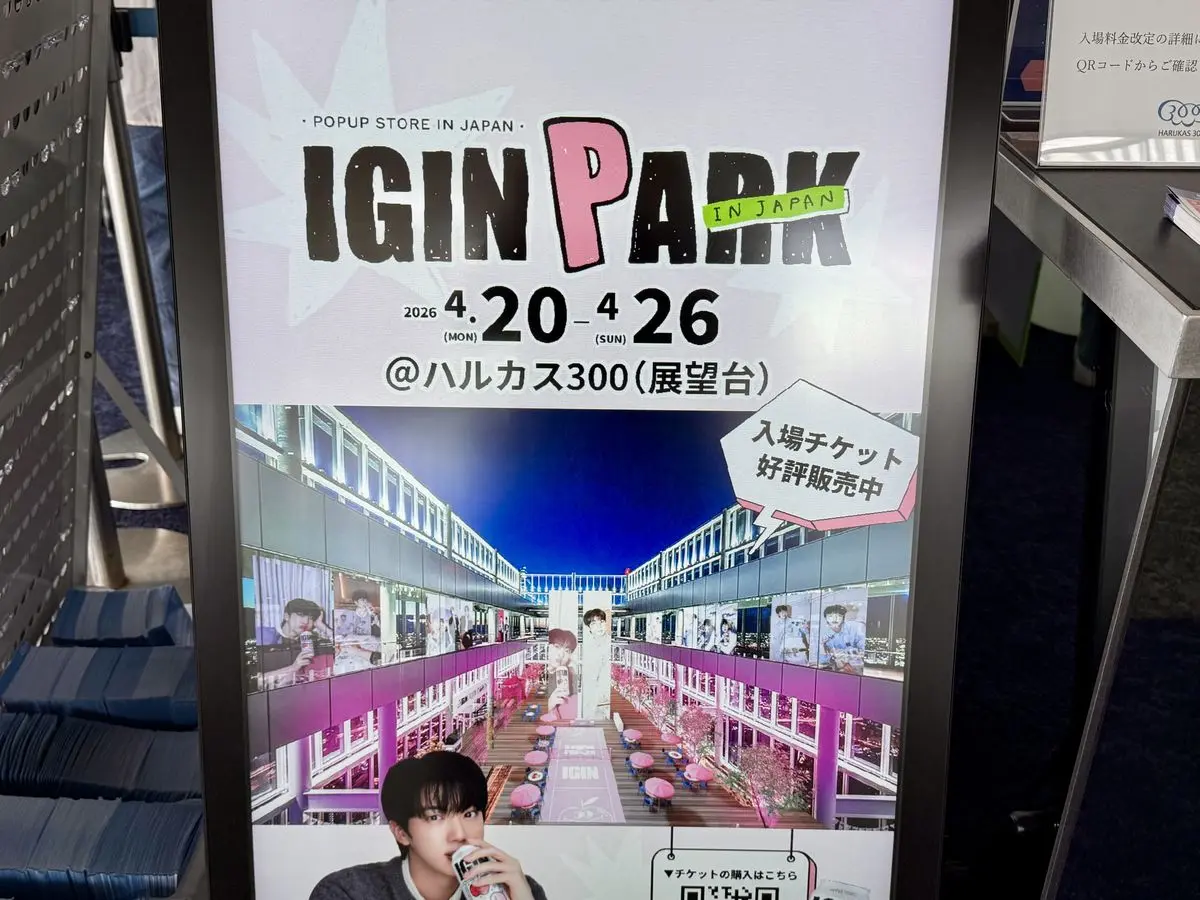 ・POPUP STORE IN JAPAN・
IGIN PARK
IN JAPAN
2026 4.20 – 4 26
(MON) (SUN)
@ハルカス300(展望台)
入場チケット
好評販売中
IGIN
▼チケットの購入はこちら
入場料金改定の詳細に
QRコードからご確認
300
HARUKAS 30